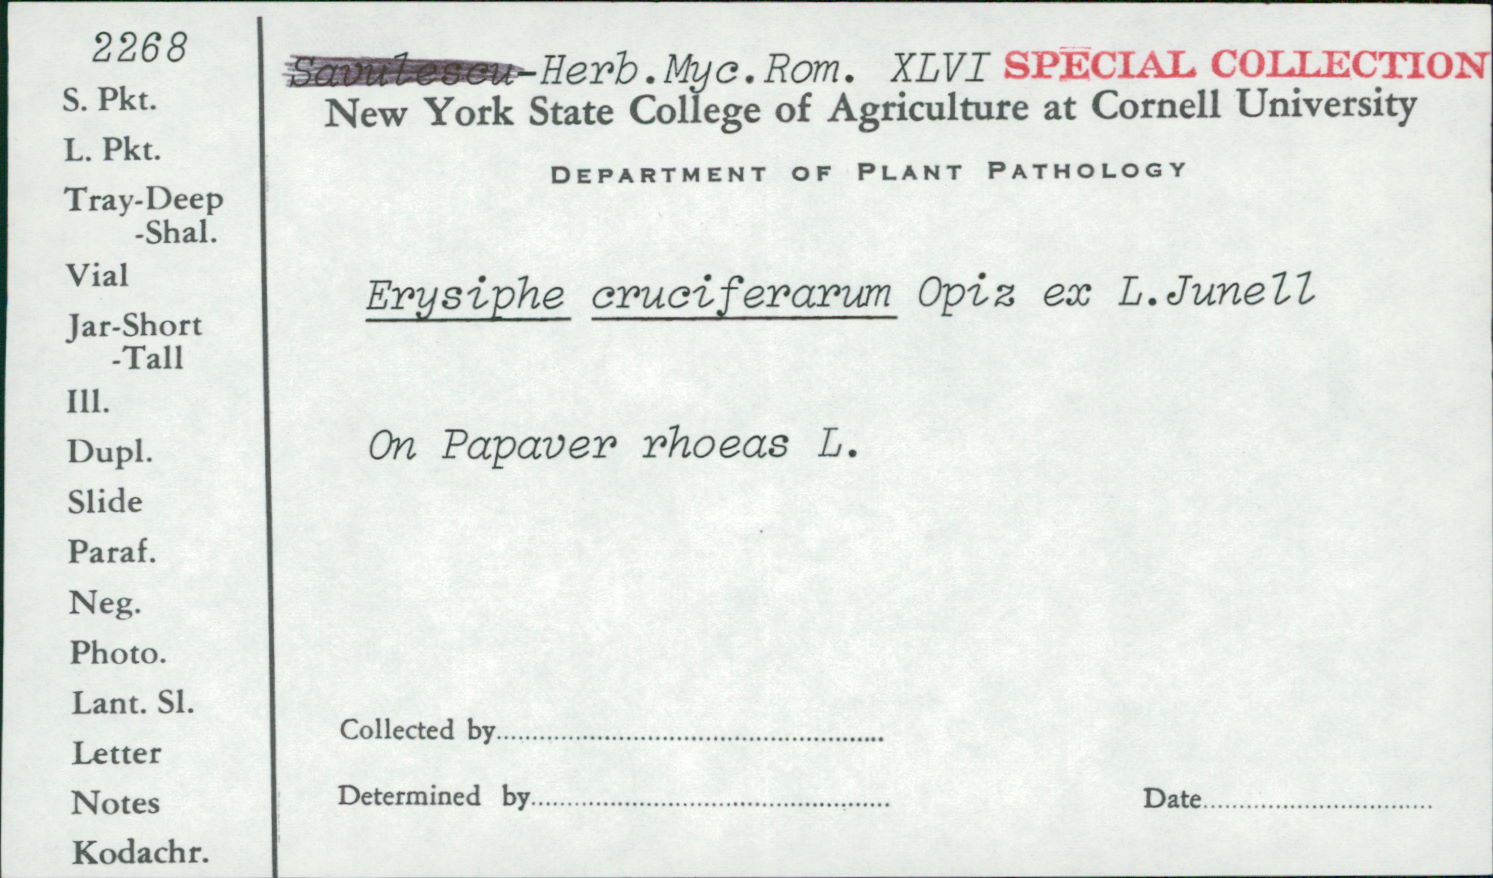 2268
S. Pkt.
L. Pkt.
Tray-Deep
-Shal.
Vial
Jar-Short
-Tall
Ill.
Dupl.
Slide
Paraf.
Neg.
Photo.
Lant. Sl.
Letter
Notes
Kodachr.
Savulescu-Herb.Myc.Rom. XLVI SPECIAL COLLECTION
New York State College of Agriculture at Cornell University
DEPARTMENT OF PLANT PATHOLOGY
Erysiphe cruciferarum Opiz ex L.Junell
On Papaver rhoeas L.
Collected by
Determined by Date